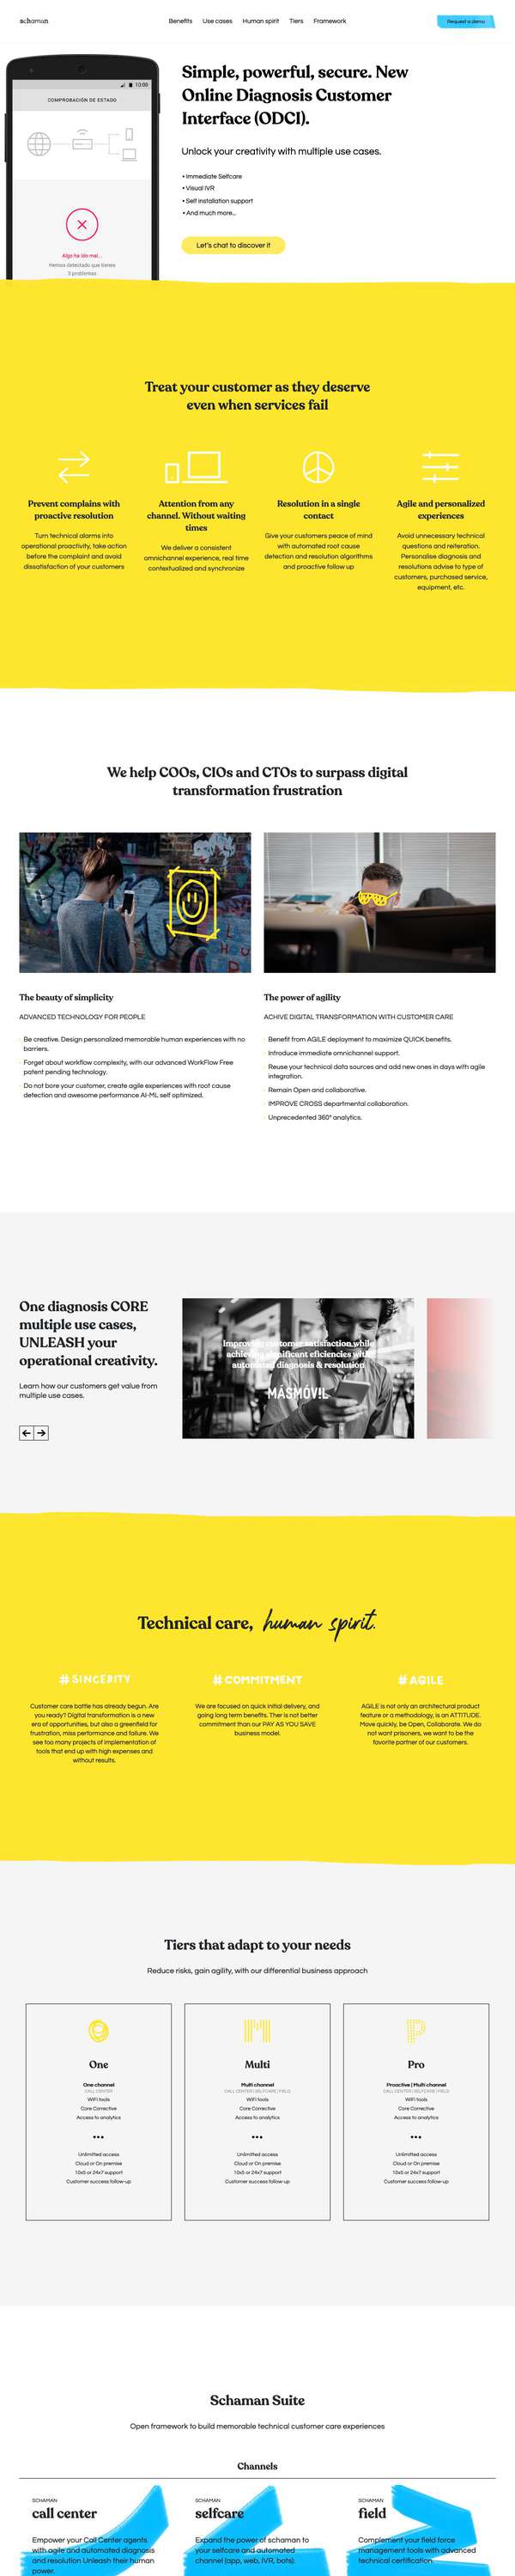 schaman
Benefits Use cases Human spirit Tiers Framework
Request a demo
10:00
COMPROBACIÓN DE ESTADO
Algo ha ido mal...
Hemos detectado que tienes
3 problemas
Simple, powerful, secure. New
Online Diagnosis Customer
Interface (ODCI).
Unlock your creativity with multiple use cases.
• Immediate Selfcare
• Visual IVR
• Self installation support
• And much more...
Let's chat to discover it
Treat your customer as they deserve
even when services fail
Prevent complains with
proactive resolution
Turn technical alarms into
operational proactivity, take action
before the complaint and avoid
dissatisfaction of your customers
Attention from any
channel. Without waiting
times
We deliver a consistent
omnichannel experience, real time
contextualized and synchronize
Resolution in a single
contact
Give your customers peace of mind
with automated root cause
detection and resolution algorithms
and proactive follow up
Agile and personalized
experiences
Avoid unnecessary technical
questions and reiteration.
Personalise diagnosis and
resolutions advise to type of
customers, purchased service,
equipment, etc.
We help COOs, CIOs and CTOs to surpass digital
transformation frustration
The beauty of simplicity
ADVANCED TECHNOLOGY FOR PEOPLE
Be creative. Design personalized memorable human experiences with no
barriers.
Forget about workflow complexity, with our advanced WorkFlow Free
patent pending technology.
Do not bore your customer, create agile experiences with root cause
detection and awesome performance AI-ML self optimized.
The power of agility
ACHIVE DIGITAL TRANSFORMATION WITH CUSTOMER CARE
Benefit from AGILE deployment to maximize QUICK benefits.
Introduce immediate omnichannel support.
Reuse your technical data sources and add new ones in days with agile
integration.
Remain Open and collaborative.
IMPROVE CROSS departmental collaboration.
Unprecedented 360º analytics.
One diagnosis CORE
multiple use cases,
UNLEASH your
operational creativity.
Learn how our customers get value from
multiple use cases.
Improving customer satisfaction while
achieving significant eficiencies with
automated diagnosis & resolution
MÁSMÓVIL
Technical care, human spirit.
#SINCERITY
Customer care battle has already begun. Are
you ready? Digital transformation is a new
era of opportunities, but also a greenfield for
frustration, miss performance and failure. We
see too many projects of implementation of
tools that end up with high expenses and
without results.
#COMMITMENT
We are focused on quick initial delivery, and
going long term benefits. Ther is not better
commitment than our PAY AS YOU SAVE
business model.
#AGILE
AGILE is not only an architectural product
feature or a methodology, is an ATTITUDE.
Move quickly, be Open, Collaborate. We do
not want prisoners, we want to be the
favorite partner of our customers.
Tiers that adapt to your needs
Reduce risks, gain agility, with our differential business approach
One
One channel
CALL CENTER
WiFi tools
Core Corrective
Access to analytics
•••
Unlimitted access
Cloud or On premise
10x5 or 24x7 support
Customer success follow-up
M
Multi
Multi channel
CALL CENTER | SELFCARE | FIELD
WiFi tools
Core Corrective
Access to analytics
•••
Unlimitted access
Cloud or On premise
10x5 or 24x7 support
Customer success follow-up
P
Pro
Proactive | Multi channel
CALL CENTER | SELFCARE | FIELD
WiFi tools
Core Corrective
Access to analytics
•••
Unlimitted access
Cloud or On premise
10x5 or 24x7 support
Customer success follow-up
Schaman Suite
Open framework to build memorable technical customer care experiences
Channels
SCHAMAN
call center
Empower your Call Center agents
with agile and automated diagnosis
and resolution Unleash their human
power.
SCHAMAN
selfcare
Expand the power of schaman to
your selfcare and automated
channel (app, web, IVR, bots).
SCHAMAN
field
Complement your field force
management tools with advanced
technical certification.